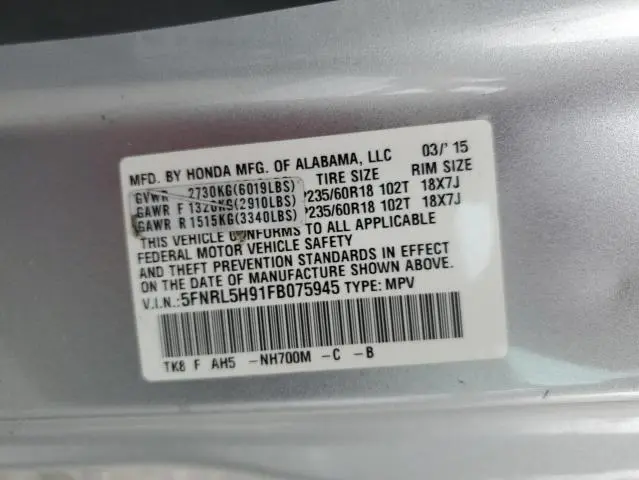 MFD. BY HONDA MFG. OF ALABAMA, LLC 03/'15
TIRE SIZE RIM SIZE
GVWR 2730KG(6019LBS)
GAWR F 1320KG(2910LBS) P235/60R18 102T 18X7J
GAWR R 1515KG(3340LBS) P235/60R18 102T 18X7J
THIS VEHICLE CONFORMS TO ALL APPLICABLE
FEDERAL MOTOR VEHICLE SAFETY
AND THEFT PREVENTION STANDARDS IN EFFECT
ON THE DATE OF MANUFACTURE SHOWN ABOVE.
V.I.N.:5FNRL5H91FB075945 TYPE: MPV
TK8 F AH5 -NH700M -C -B